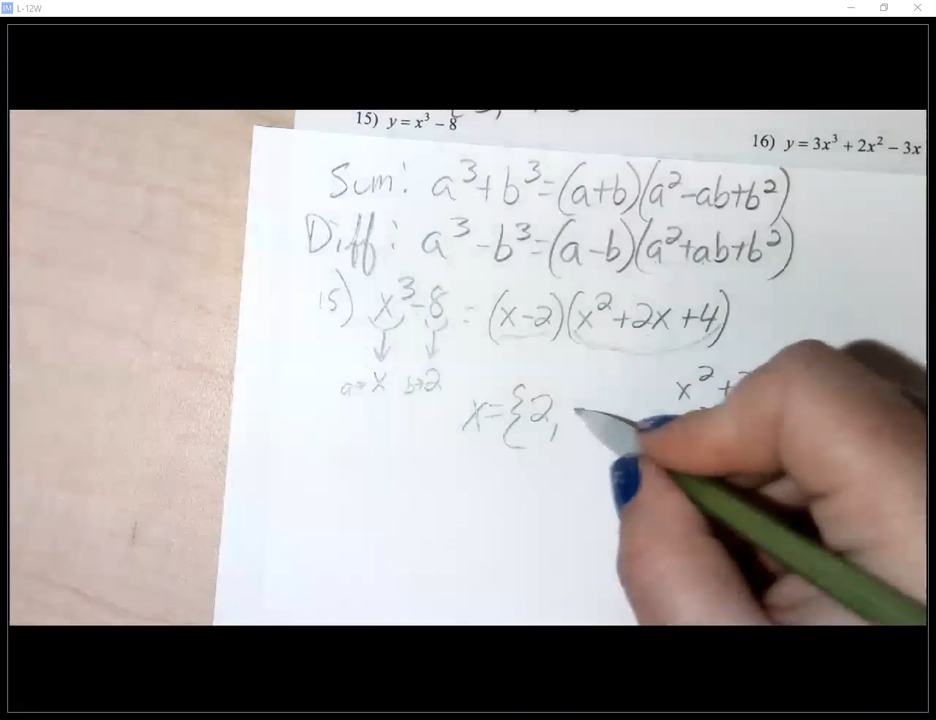 L-12W
15) y = x³ − 8
16) y = 3x³ + 2x² − 3x
Sum: a³+b³=(a+b)(a²-ab+b²)
Diff: a³-b³=(a-b)(a²+ab+b²)
15) x³-8 = (x-2)(x²+2x+4)
a→x b→2
x²+
x={2,